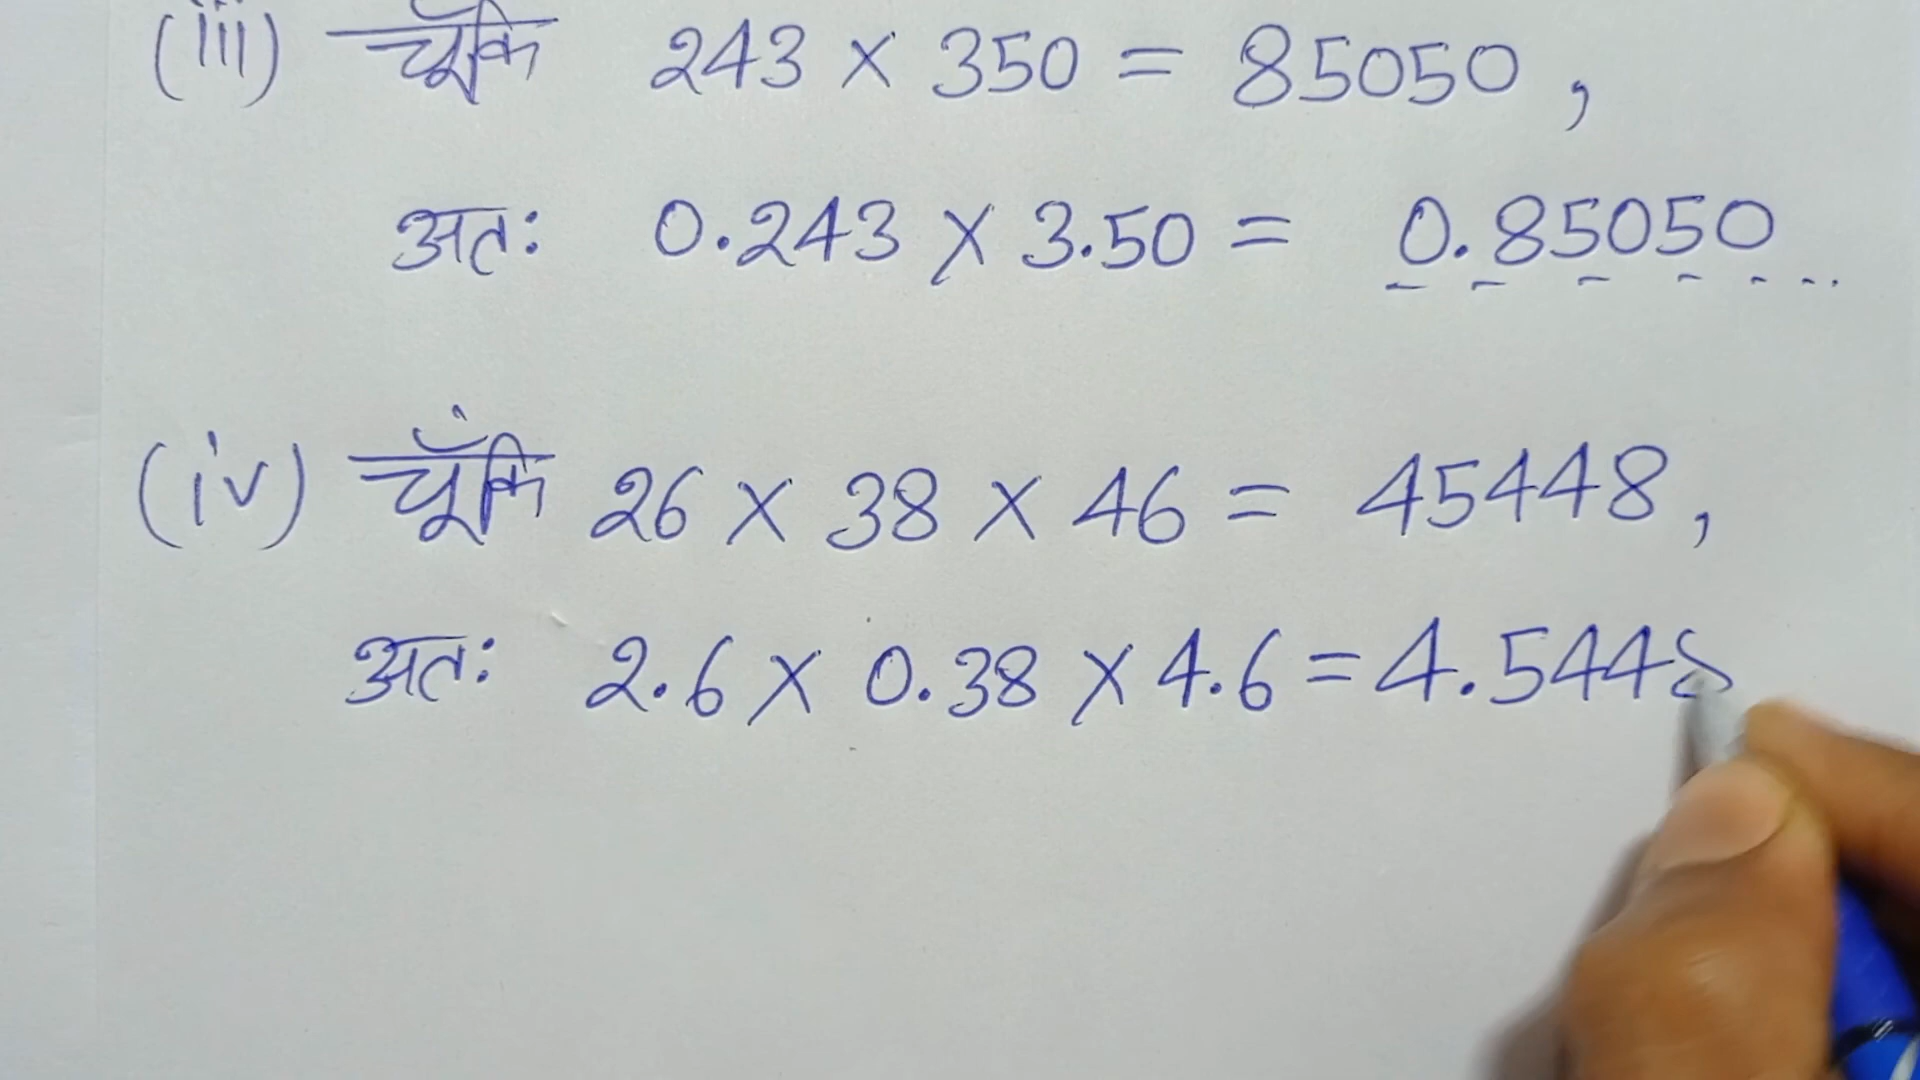 (iii) चूँकि 243 × 350 = 85050 ,
अतः 0.243 × 3.50 = 0.85050
(iv) चूँकि 26 × 38 × 46 = 45448 ,
अतः 2.6 × 0.38 × 4.6 = 4.5448